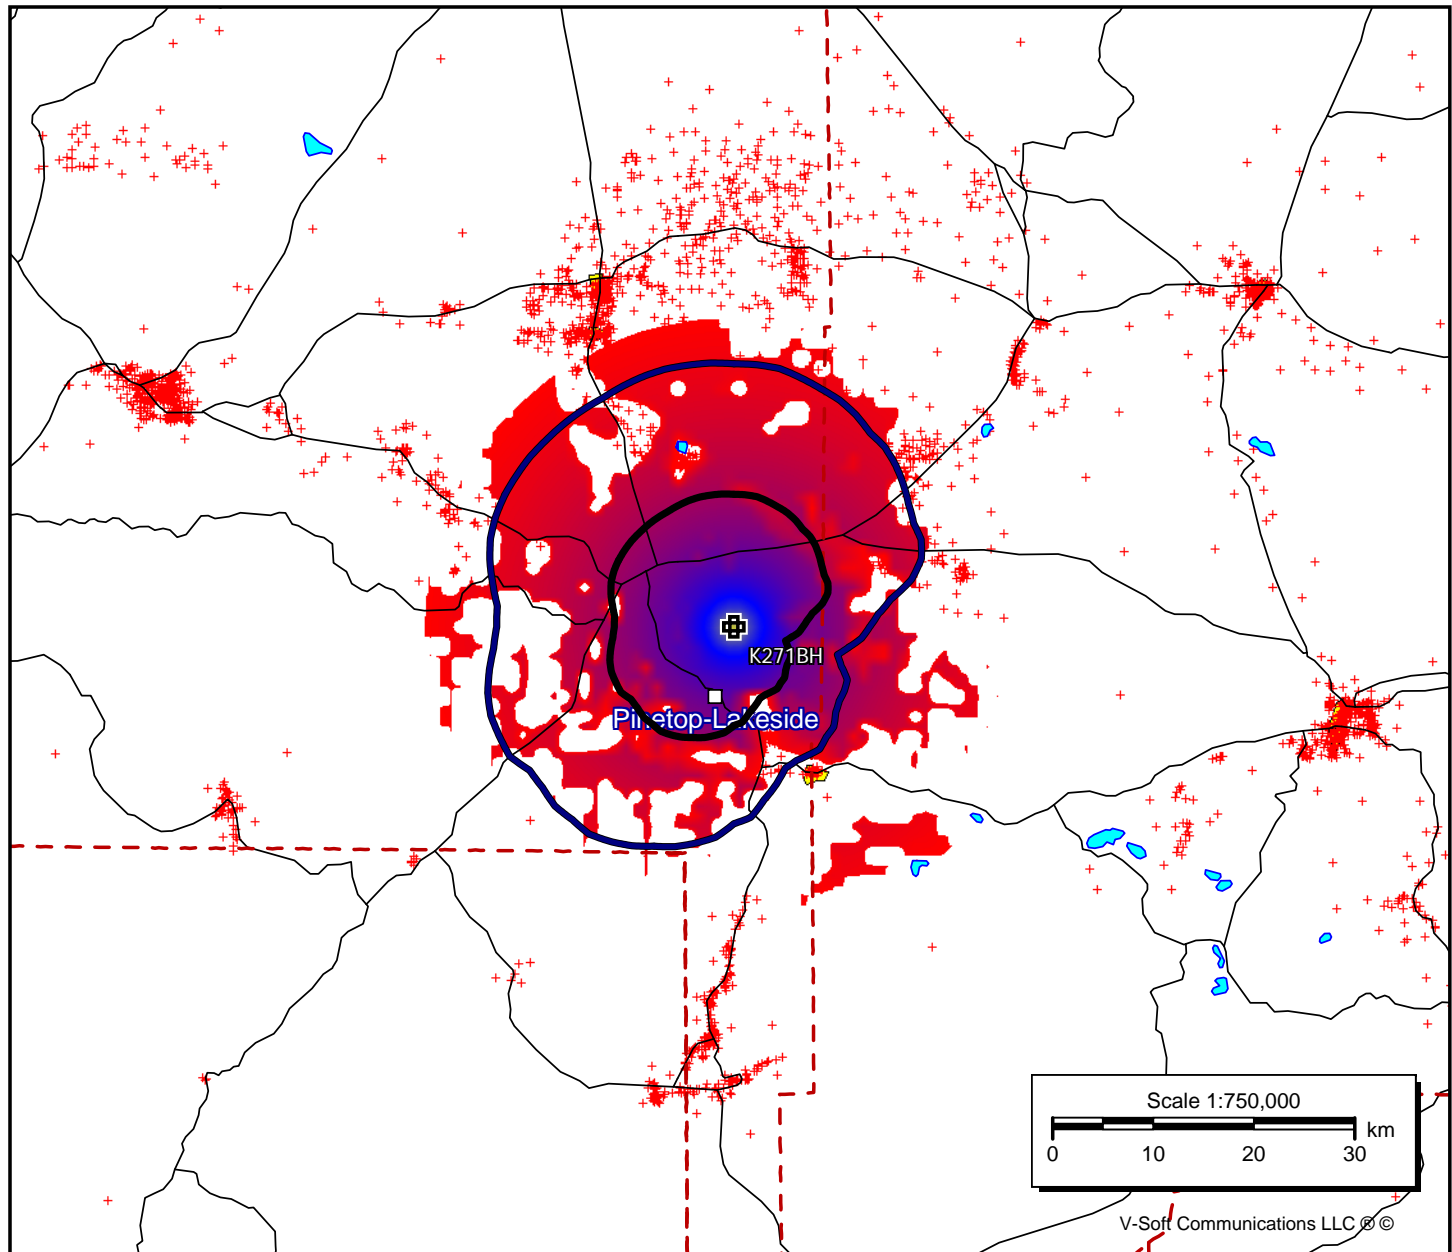 K271BH
Pinetop-Lakeside
Scale 1:750,000
km
0 10 20 30
V-Soft Communications LLC ® ©